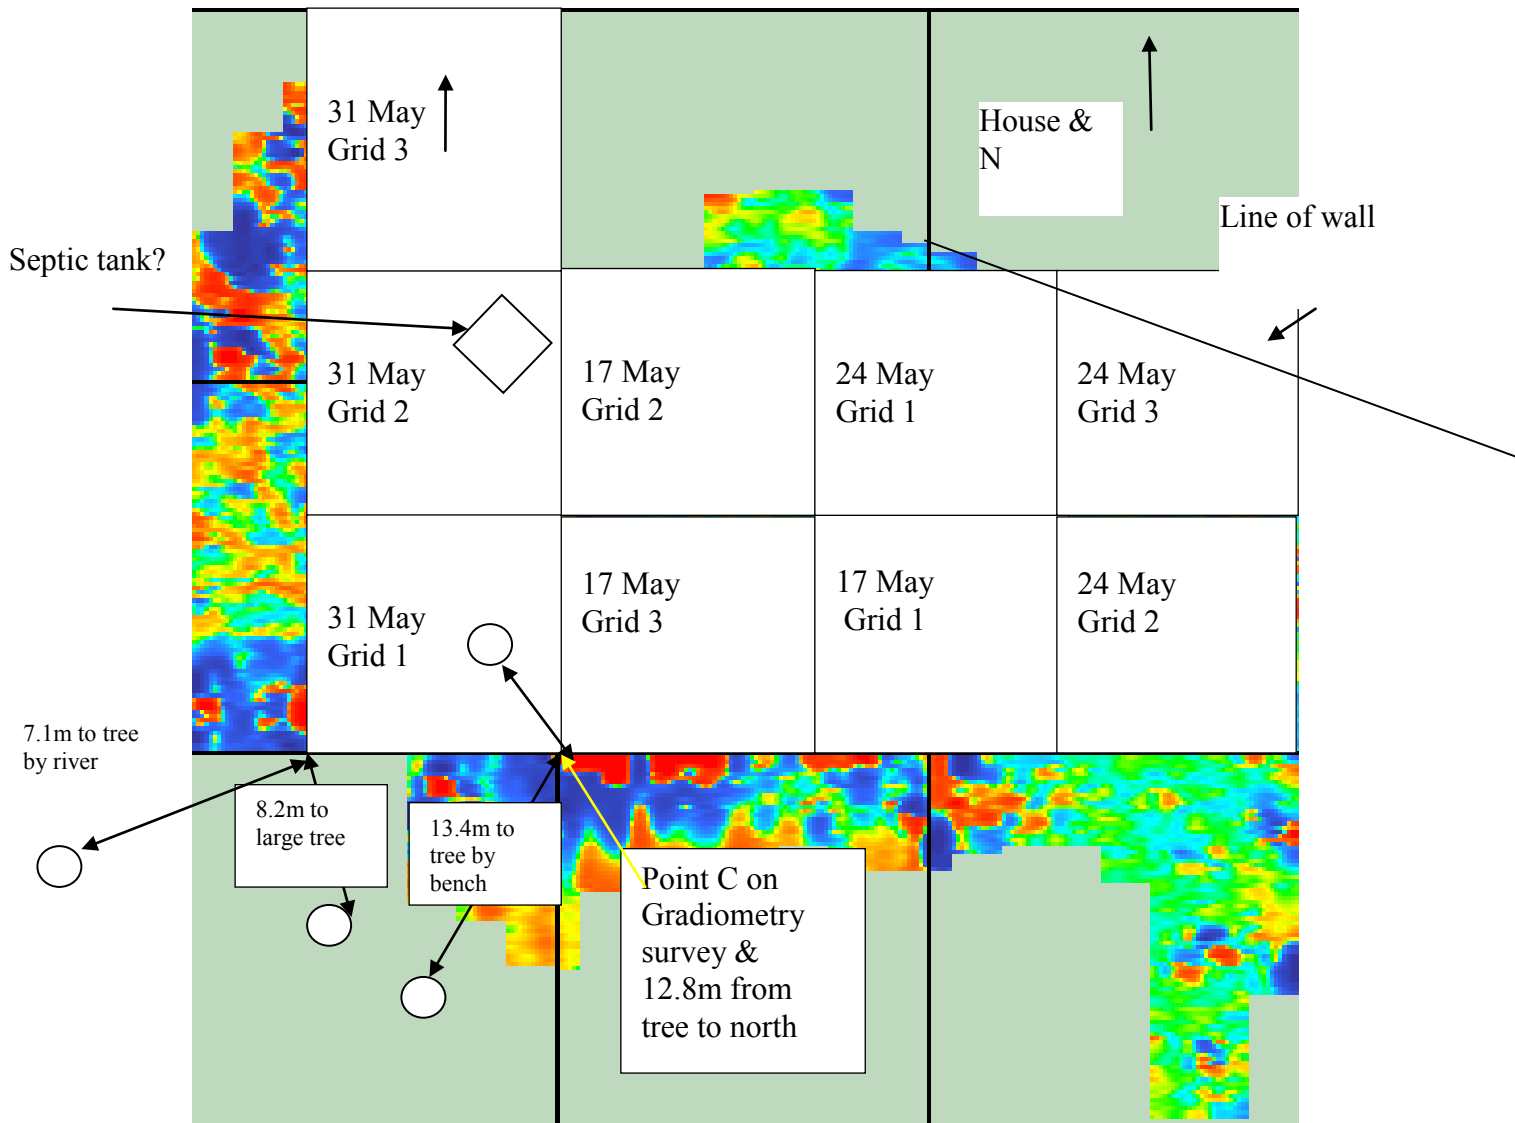 31 May
Grid 3
House &
N
Line of wall
Septic tank?
31 May
Grid 2
17 May
Grid 2
24 May
Grid 1
24 May
Grid 3
31 May
Grid 1
17 May
Grid 3
17 May
Grid 1
24 May
Grid 2
7.1m to tree
by river
8.2m to
large tree
13.4m to
tree by
bench
Point C on
Gradiometry
survey &
12.8m from
tree to north